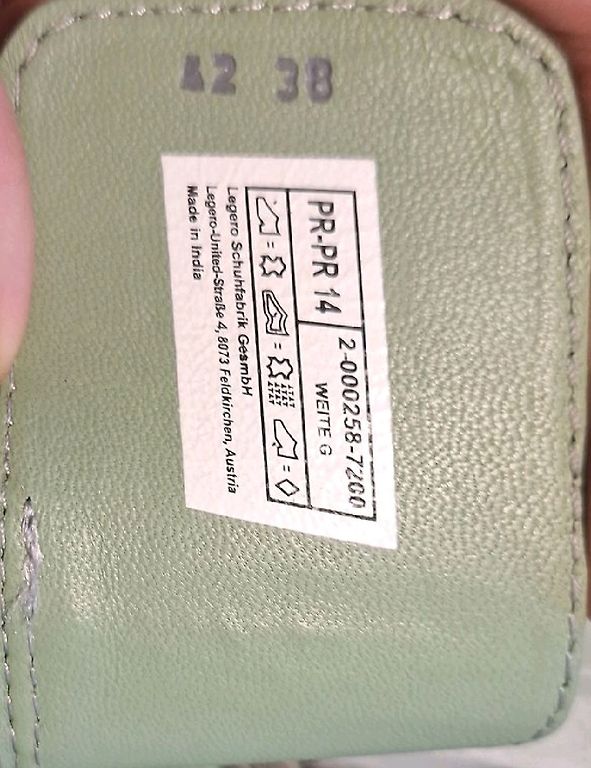 42 38
PR-PR 14
2-000258-7200
WEITE G
= = =
Legero Schuhfabrik GesmbH
Legero-United-Straße 4, 8073 Feldkirchen, Austria
Made in India